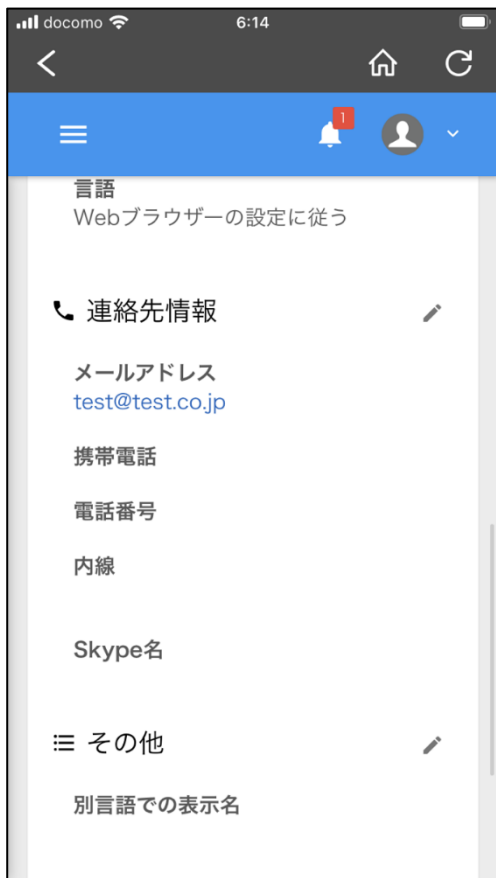 docomo 6:14
1
言語
Webブラウザーの設定に従う
連絡先情報
メールアドレス
test@test.co.jp
携帯電話
電話番号
内線
Skype名
その他
別言語での表示名